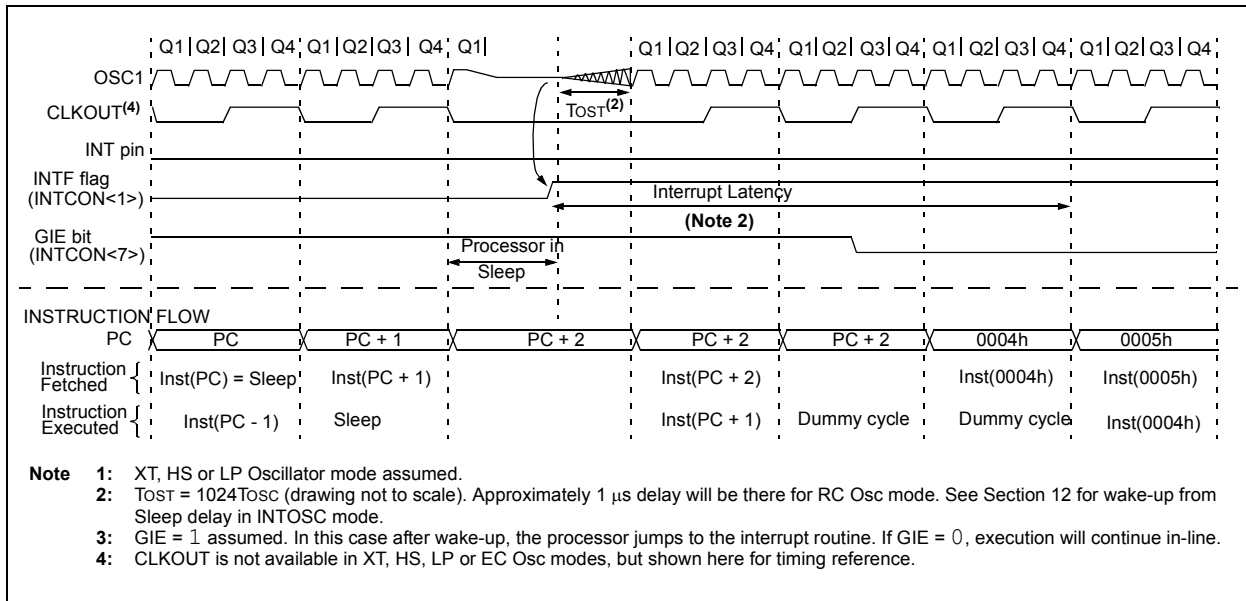 Q1 Q2 Q3 Q4 Q1 Q2 Q3 Q4 Q1 Q1 Q2 Q3 Q4 Q1 Q2 Q3 Q4 Q1 Q2 Q3 Q4 Q1 Q2 Q3 Q4
OSC1
TOST(2)
CLKOUT(4)
INT pin
INTF flag
(INTCON<1>)
Interrupt Latency
(Note 2)
GIE bit
(INTCON<7>)
Processor in
Sleep
INSTRUCTION FLOW
PC PC PC + 1 PC + 2 PC + 2 PC + 2 0004h 0005h
Instruction
Fetched { Inst(PC) = Sleep Inst(PC + 1) Inst(PC + 2) Inst(0004h) Inst(0005h)
Instruction
Executed { Inst(PC - 1) Sleep Inst(PC + 1) Dummy cycle Dummy cycle Inst(0004h)
Note 1: XT, HS or LP Oscillator mode assumed.
2: TOST = 1024TOSC (drawing not to scale). Approximately 1 μs delay will be there for RC Osc mode. See Section 12 for wake-up from
Sleep delay in INTOSC mode.
3: GIE = 1 assumed. In this case after wake-up, the processor jumps to the interrupt routine. If GIE = 0, execution will continue in-line.
4: CLKOUT is not available in XT, HS, LP or EC Osc modes, but shown here for timing reference.